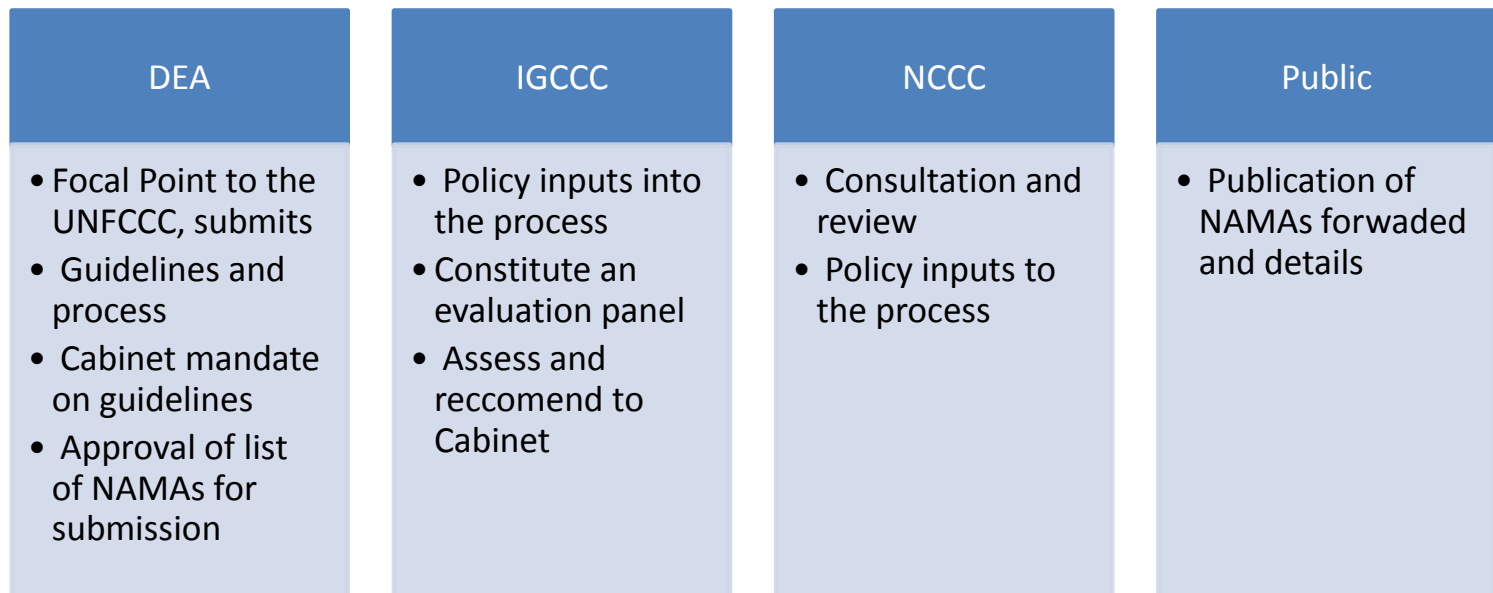 DEA
• Focal Point to the
UNFCCC, submits
• Guidelines and
process
• Cabinet mandate
on guidelines
• Approval of list
of NAMAs for
submission
IGCCC
• Policy inputs into
the process
• Constitute an
evaluation panel
• Assess and
reccomend to
Cabinet
NCCC
• Consultation and
review
• Policy inputs to
the process
Public
• Publication of
NAMAs forwaded
and details